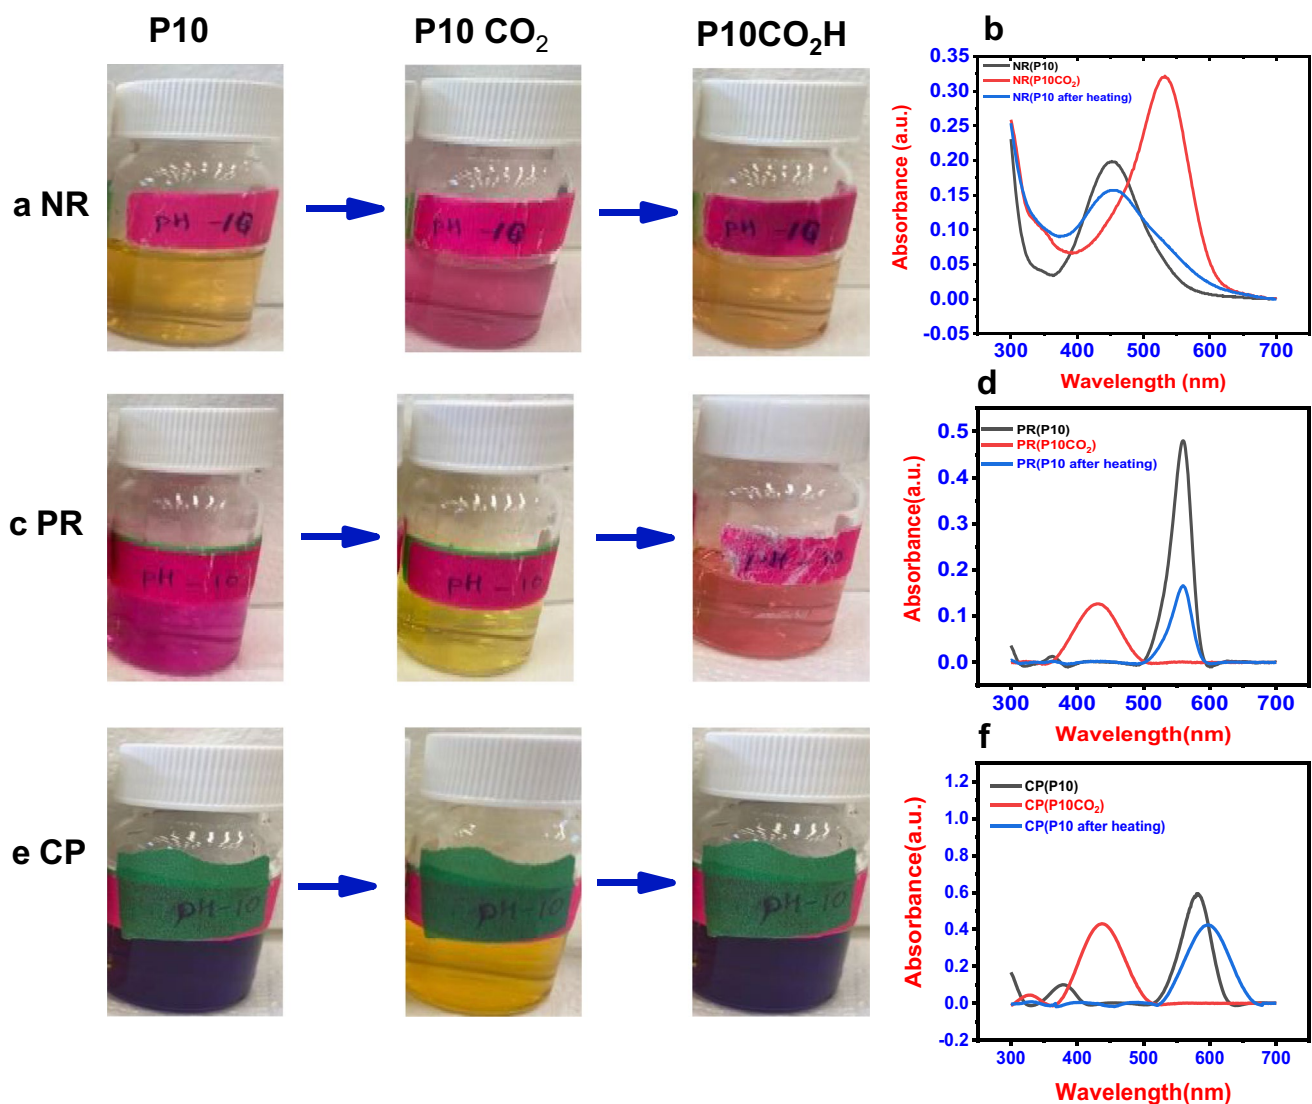 P10
P10 CO₂
P10CO₂H
a NR
pH -10
pH -10
pH -10
b
NR(P10)
NR(P10CO₂)
NR(P10 after heating)
0.35
0.30
0.25
0.20
0.15
0.10
0.05
0.00
-0.05
Absorbance (a.u.)
300 400 500 600 700
Wavelength (nm)
c PR
pH - 10
pH - 10
pH - 10
d
PR(P10)
PR(P10CO₂)
PR(P10 after heating)
0.5
0.4
0.3
0.2
0.1
0.0
Absorbance(a.u.)
300 400 500 600 700
Wavelength(nm)
e CP
pH-10
pH-10
pH-10
f
CP(P10)
CP(P10CO₂)
CP(P10 after heating)
1.2
1.0
0.8
0.6
0.4
0.2
0.0
-0.2
Absorbance(a.u.)
300 400 500 600 700
Wavelength(nm)